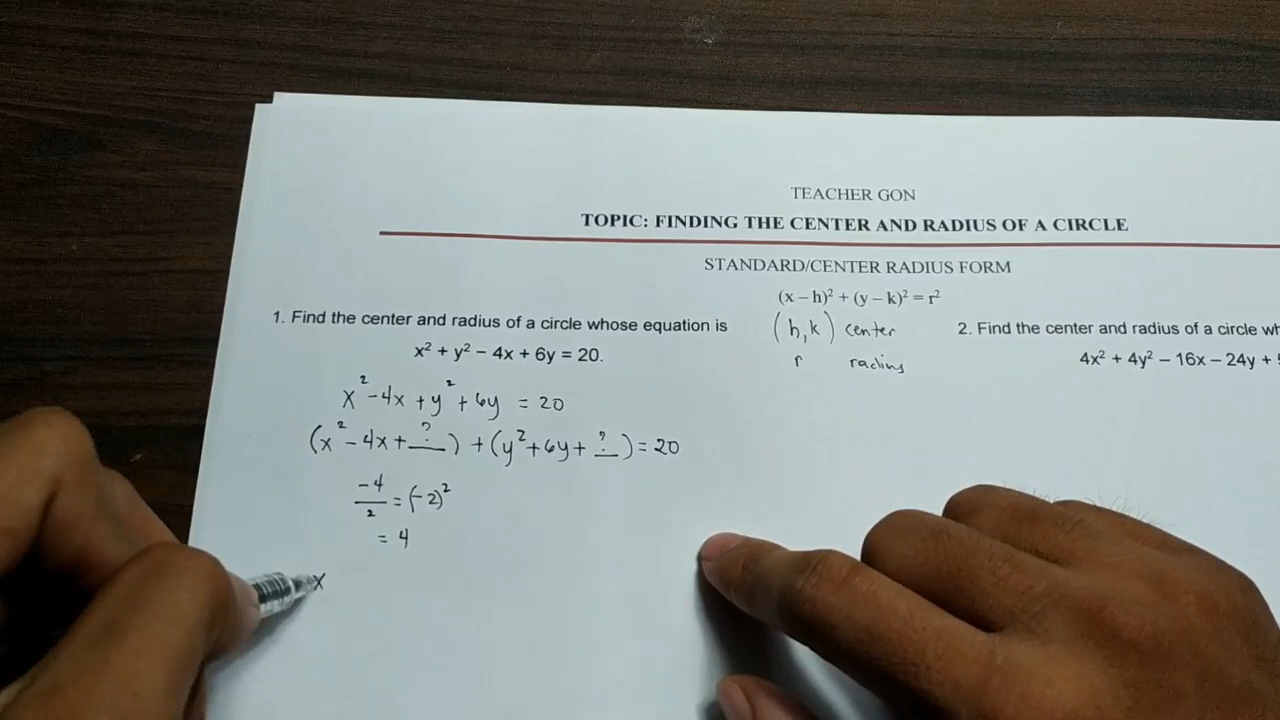 TEACHER GON
TOPIC: FINDING THE CENTER AND RADIUS OF A CIRCLE
STANDARD/CENTER RADIUS FORM
(x – h)² + (y – k)² = r²
(h,k) center
r radius
1. Find the center and radius of a circle whose equation is
x² + y² – 4x + 6y = 20.
x² - 4x + y² + 6y = 20
(x² - 4x + ?) + (y² + 6y + ?) = 20
-4/2 = (-2)²
= 4
x
2. Find the center and radius of a circle
4x² + 4y² – 16x – 24y +